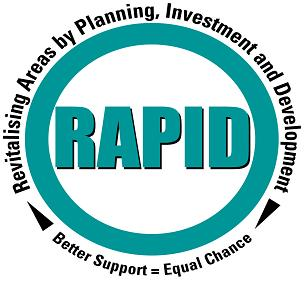 Revitalising Areas by Planning, Investment and Development
RAPID
Better Support = Equal Chance